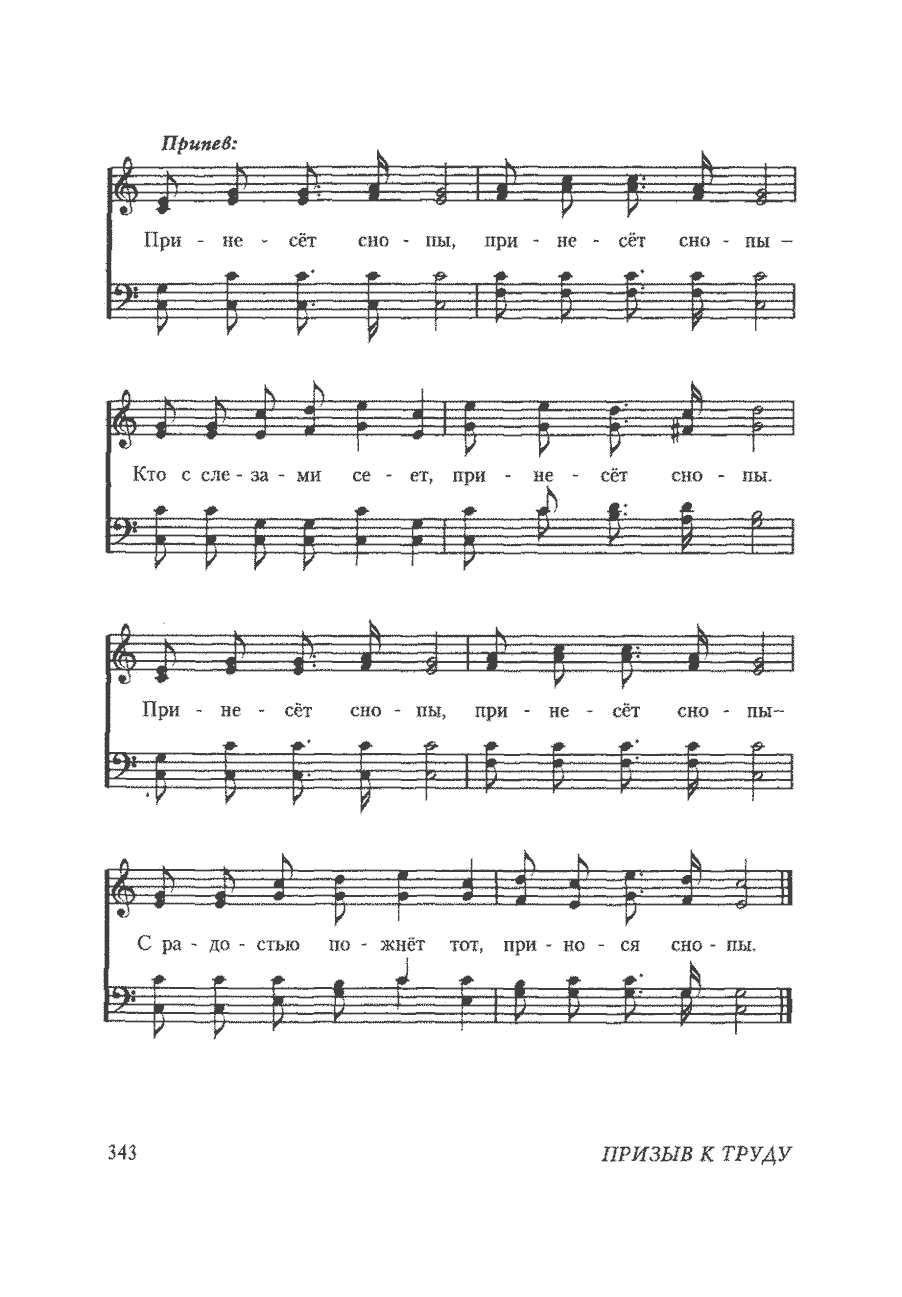 Припев:
При - не - сёт сно - пы, при - не - сёт сно - пы –
Кто с сле - за - ми се - ет, при - не - сёт сно - пы.
При - не - сёт сно - пы, при - не - сёт сно - пы–
С ра - до - стью по - жнёт тот, при - но - ся сно - пы.
343 ПРИЗЫВ К ТРУДУ